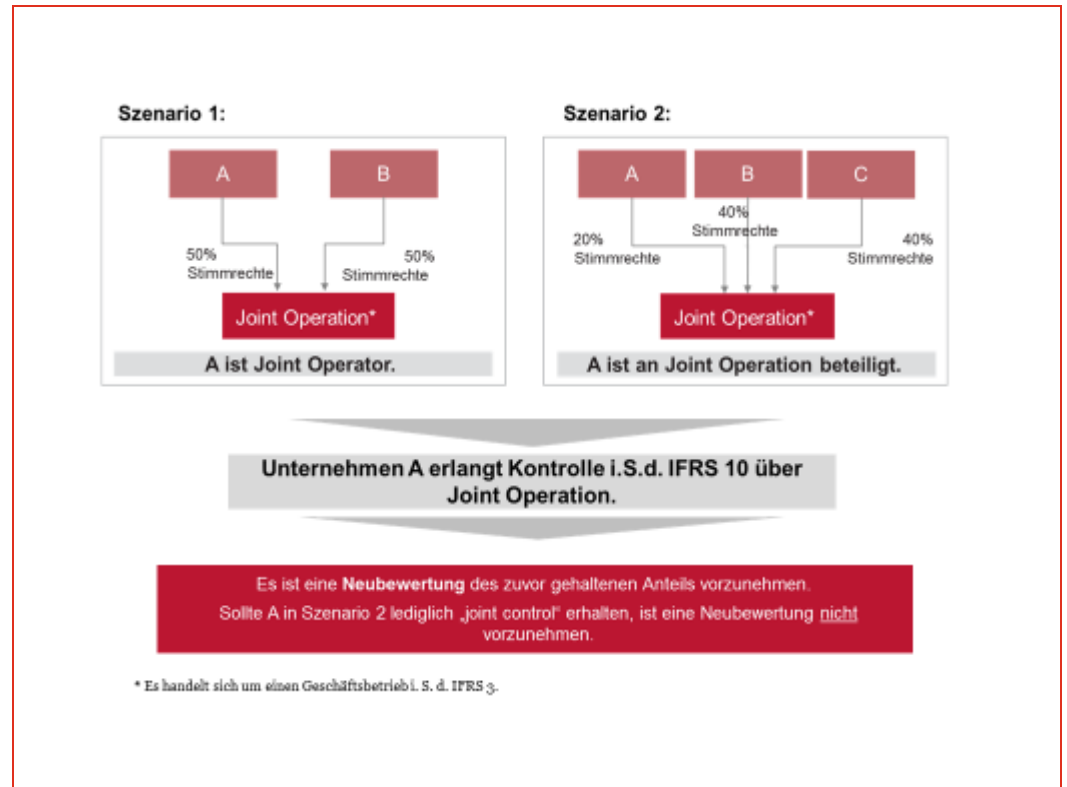 Szenario 1:
Szenario 2:
A
B
50%
Stimmrechte
50%
Stimmrechte
Joint Operation*
A ist Joint Operator.
A
B
C
20%
Stimmrechte
40%
Stimmrechte
40%
Stimmrechte
Joint Operation*
A ist an Joint Operation beteiligt.
Unternehmen A erlangt Kontrolle i.S.d. IFRS 10 über
Joint Operation.
Es ist eine Neubewertung des zuvor gehaltenen Anteils vorzunehmen.
Sollte A in Szenario 2 lediglich „joint control“ erhalten, ist eine Neubewertung nicht
vorzunehmen.
* Es handelt sich um einen Geschäftsbetrieb i. S. d. IFRS 3.